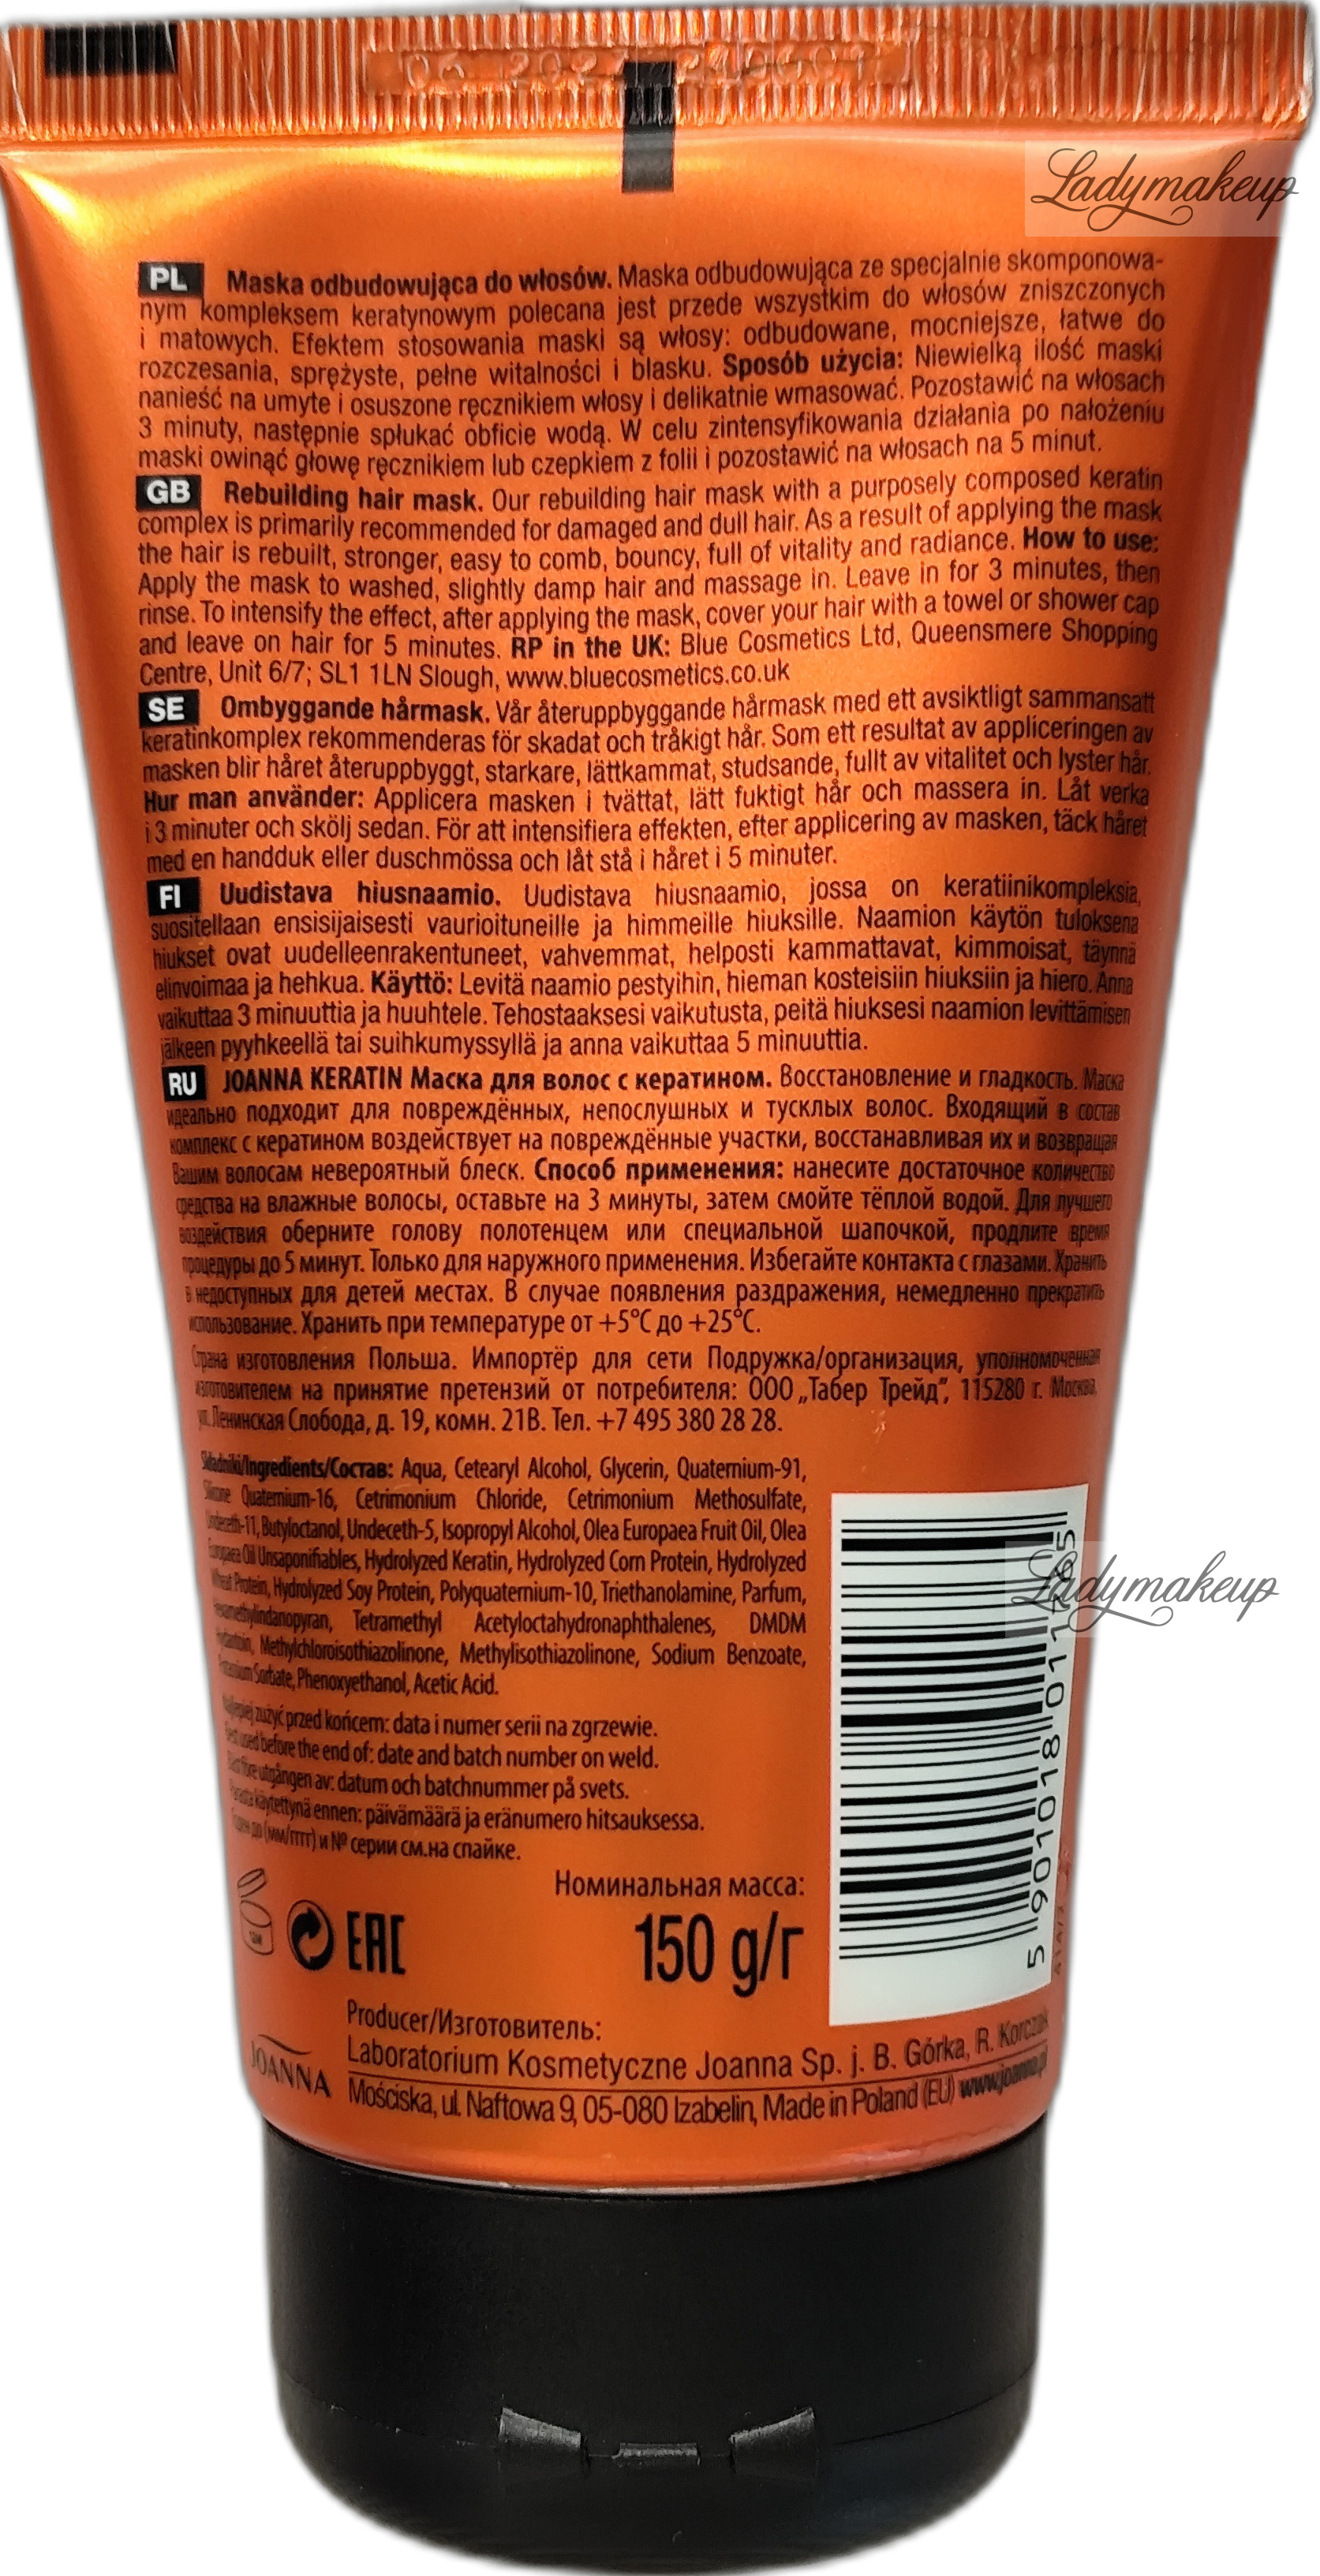 Ladymakeup
PL Maska odbudowująca do włosów. Maska odbudowująca ze specjalnie skomponowa-
nym kompleksem keratynowym polecana jest przede wszystkim do włosów zniszczonych
i matowych. Efektem stosowania maski są włosy: odbudowane, mocniejsze, łatwe do
rozczesania, sprężyste, pełne witalności i blasku. Sposób użycia: Niewielką ilość maski
nanieść na umyte i osuszone ręcznikiem włosy i delikatnie wmasować. Pozostawić na włosach
3 minuty, następnie spłukać obficie wodą. W celu zintensyfikowania działania po nałożeniu
maski owinąć głowę ręcznikiem lub czepkiem z folii i pozostawić na włosach na 5 minut.
GB Rebuilding hair mask. Our rebuilding hair mask with a purposely composed keratin
complex is primarily recommended for damaged and dull hair. As a result of applying the mask
the hair is rebuilt, stronger, easy to comb, bouncy, full of vitality and radiance. How to use:
Apply the mask to washed, slightly damp hair and massage in. Leave in for 3 minutes, then
rinse. To intensify the effect, after applying the mask, cover your hair with a towel or shower cap
and leave on hair for 5 minutes. RP in the UK: Blue Cosmetics Ltd, Queensmere Shopping
Centre, Unit 6/7; SL1 1LN Slough, www.bluecosmetics.co.uk
SE Ombyggande hårmask. Vår återuppbyggande hårmask med ett avsiktligt sammansatt
keratinkomplex rekommenderas för skadat och tråkigt hår. Som ett resultat av appliceringen av
masken blir håret återuppbyggt, starkare, lättkammat, studsande, fullt av vitalitet och lyster hår.
Hur man använder: Applicera masken i tvättat, lätt fuktigt hår och massera in. Låt verka
i 3 minuter och skölj sedan. För att intensifiera effekten, efter applicering av masken, täck håret
med en handduk eller duschmössa och låt stå i håret i 5 minuter.
FI Uudistava hiusnaamio. Uudistava hiusnaamio, jossa on keratiinikompleksia,
suositellaan ensisijaisesti vaurioituneille ja himmeille hiuksille. Naamion käytön tuloksena
hiukset ovat uudelleenrakentuneet, vahvemmat, helposti kammattavat, kimmoisat, täynnä
elinvoimaa ja hehkua. Käyttö: Levitä naamio pestyihin, hieman kosteisiin hiuksiin ja hiero. Anna
vaikuttaa 3 minuuttia ja huuhtele. Tehostaaksesi vaikutusta, peitä hiuksesi naamion levittämisen
jälkeen pyyhkeellä tai suihkumyssyllä ja anna vaikuttaa 5 minuuttia.
RU JOANNA KERATIN Маска для волос с кератином. Восстановление и гладкость. Маска
идеально подходит для повреждённых, непослушных и тусклых волос. Входящий в состав
комплекс с кератином воздействует на повреждённые участки, восстанавливая их и возвращая
Вашим волосам невероятный блеск. Способ применения: нанесите достаточное количество
средства на влажные волосы, оставьте на 3 минуты, затем смойте тёплой водой. Для лучшего
воздействия оберните голову полотенцем или специальной шапочкой, продлите время
процедуры до 5 минут. Только для наружного применения. Избегайте контакта с глазами. Хранить
в недоступных для детей местах. В случае появления раздражения, немедленно прекратить
использование. Хранить при температуре от +5°C до +25°C.
Страна изготовления Польша. Импортёр для сети Подружка/организация, уполномоченная
изготовителем на принятие претензий от потребителя: ООО „Табер Трейд”, 115280 г. Москва,
ул. Ленинская Слобода, д. 19, комн. 21В. Тел. +7 495 380 28 28.
Składniki/Ingredients/Состав: Aqua, Cetearyl Alcohol, Glycerin, Quaternium-91,
Silicone Quaternium-16, Cetrimonium Chloride, Cetrimonium Methosulfate,
Undeceth-11, Butyloctanol, Undeceth-5, Isopropyl Alcohol, Olea Europaea Fruit Oil, Olea
Europaea Oil Unsaponifiables, Hydrolyzed Keratin, Hydrolyzed Corn Protein, Hydrolyzed
Wheat Protein, Hydrolyzed Soy Protein, Polyquaternium-10, Triethanolamine, Parfum,
Hexamethylindanopyran, Tetramethyl Acetyloctahydronaphthalenes, DMDM
Hydantoin, Methylchloroisothiazolinone, Methylisothiazolinone, Sodium Benzoate,
Potassium Sorbate, Phenoxyethanol, Acetic Acid.
Najlepiej zużyć przed końcem: data i numer serii na zgrzewie.
Best used before the end of: date and batch number on weld.
Bäst före utgången av: datum och batchnummer på svets.
Parasta käytettynä ennen: päivämäärä ja eränumero hitsauksessa.
Годен до (мм/гггг) и № серии см.на спайке.
Ladymakeup
12M
EAC
Номинальная масса:
150 g/г
Producer/Изготовитель:
Laboratorium Kosmetyczne Joanna Sp. j. B. Górka, R. Korczak
JOANNA
Mościska, ul. Naftowa 9, 05-080 Izabelin, Made in Poland (EU) www.joanna.pl